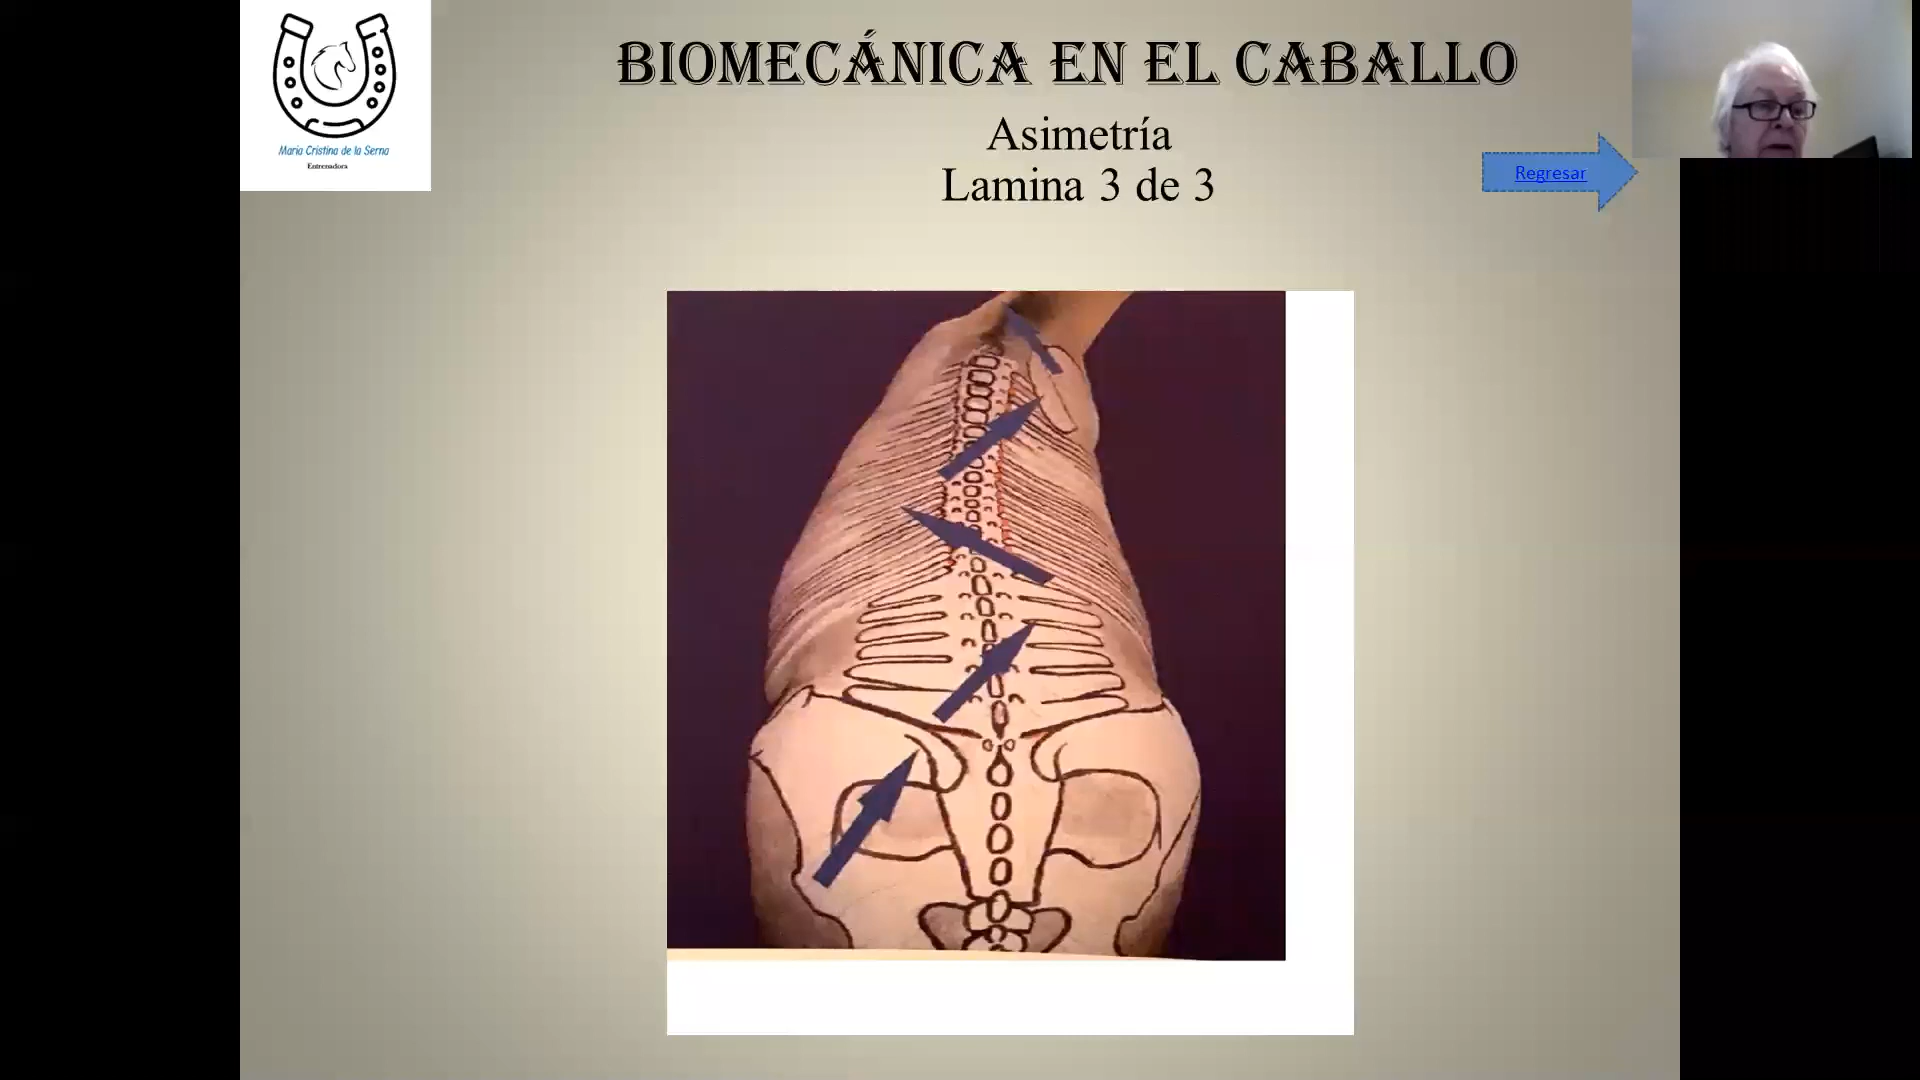 BIOMECÁNICA EN EL CABALLO
Asimetría
Lamina 3 de 3
Maria Cristina de la Serna
Entrenadora
Regresar